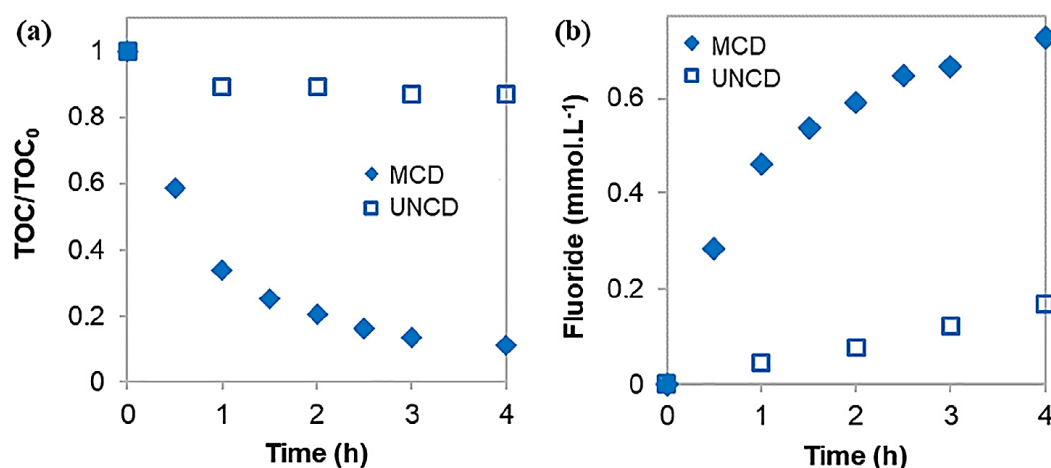 (a)
1
0.8
0.6
0.4
0.2
0
0 1 2 3 4
MCD
UNCD
TOC/TOC₀
Time (h)
(b)
0.6
0.4
0.2
0
0 1 2 3 4
MCD
UNCD
Fluoride (mmol.L⁻¹)
Time (h)